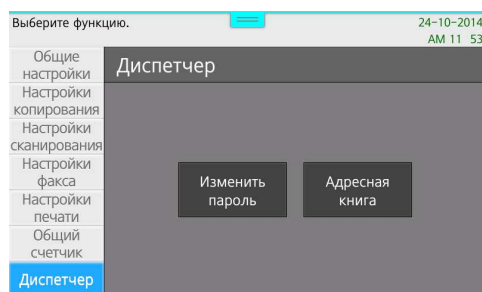 Выберите функцию.
24-10-2014
AM 11 53
Общие
настройки
Настройки
копирования
Настройки
сканирования
Настройки
факса
Настройки
печати
Общий
счетчик
Диспетчер
Диспетчер
Изменить
пароль
Адресная
книга